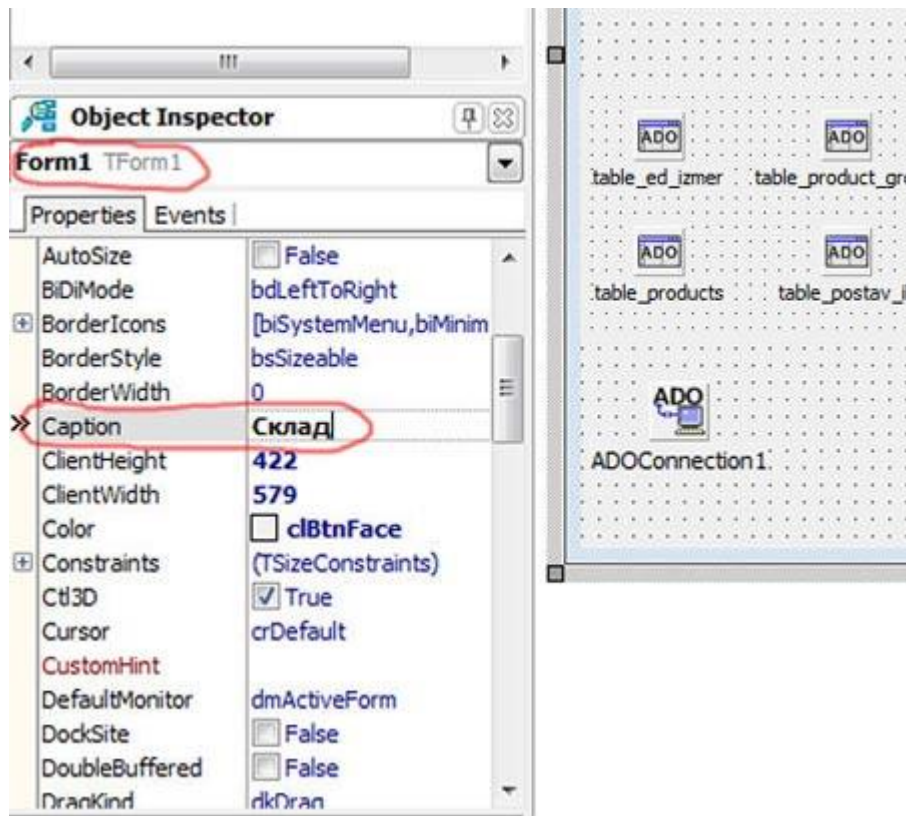 Object Inspector
Form1 TForm1
Properties Events
AutoSize False
BiDiMode bdLeftToRight
BorderIcons [biSystemMenu,biMinim
BorderStyle bsSizeable
BorderWidth 0
Caption Склад
ClientHeight 422
ClientWidth 579
Color clBtnFace
Constraints (TSizeConstraints)
Ctl3D True
Cursor crDefault
CustomHint
DefaultMonitor dmActiveForm
DockSite False
DoubleBuffered False
DragKind dkDrag
ADO ADO
table_ed_izmer table_product_gr
ADO ADO
table_products table_postav_
ADO
ADOConnection1